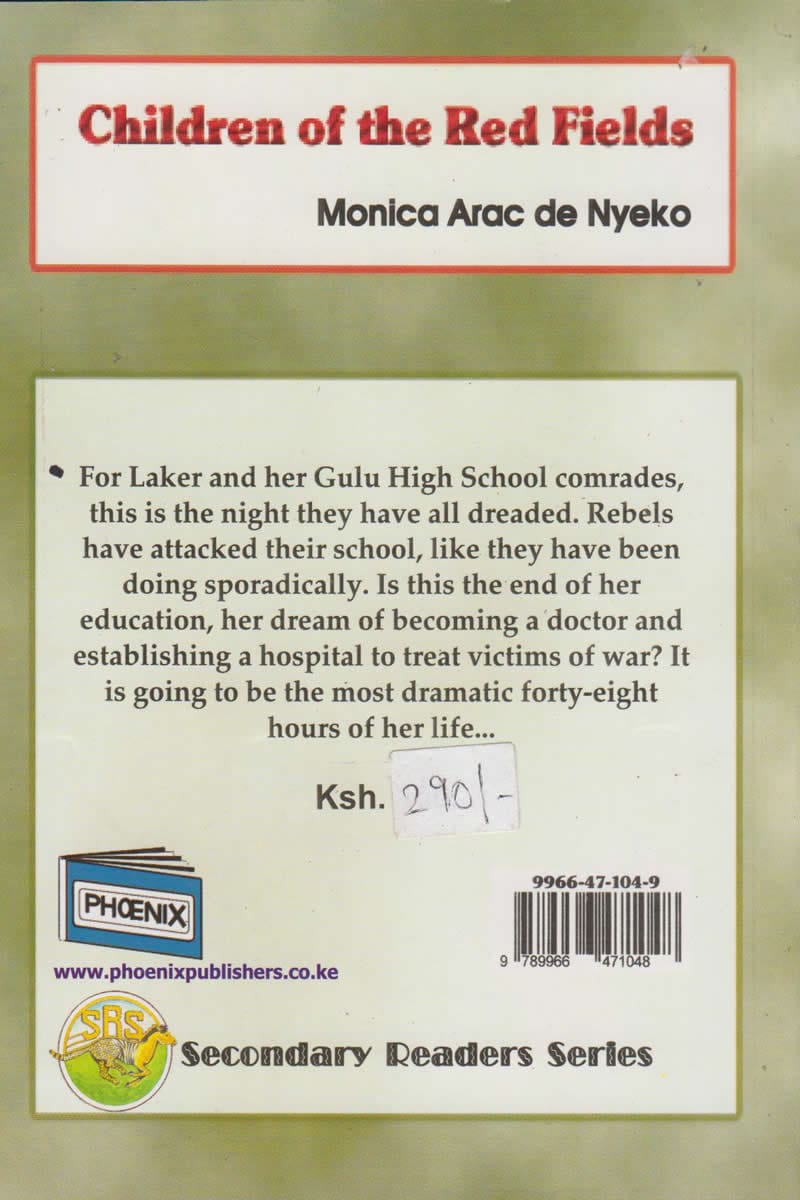 Children of the Red Fields
Monica Arac de Nyeko
For Laker and her Gulu High School comrades,
this is the night they have all dreaded. Rebels
have attacked their school, like they have been
doing sporadically. Is this the end of her
education, her dream of becoming a doctor and
establishing a hospital to treat victims of war? It
is going to be the most dramatic forty-eight
hours of her life...
Ksh. 290/-
PHŒNIX
www.phoenixpublishers.co.ke
9966-47-104-9
9 789966 471048
SRS
Secondary Readers Series